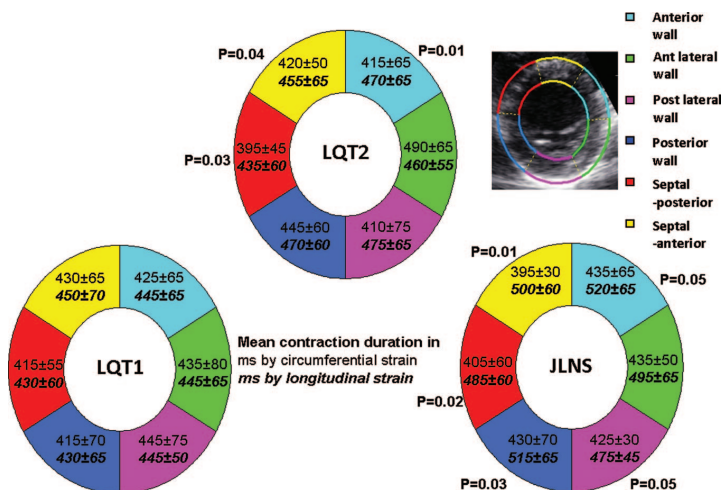 P=0.04
P=0.01
420±50
455±65
415±65
470±65
P=0.03
395±45
435±60
LQT2
490±65
460±55
445±60
470±60
410±75
475±65
Anterior
wall
Ant lateral
wall
Post lateral
wall
Posterior
wall
Septal
-posterior
Septal
-anterior
430±65
450±70
425±65
445±65
415±55
430±60
LQT1
435±80
445±65
415±70
430±65
445±75
445±50
Mean contraction duration in
ms by circumferential strain
ms by longitudinal strain
P=0.01
P=0.05
395±30
500±60
435±65
520±65
405±60
485±60
JLNS
435±50
495±65
P=0.02
430±70
515±65
425±30
475±45
P=0.03
P=0.05